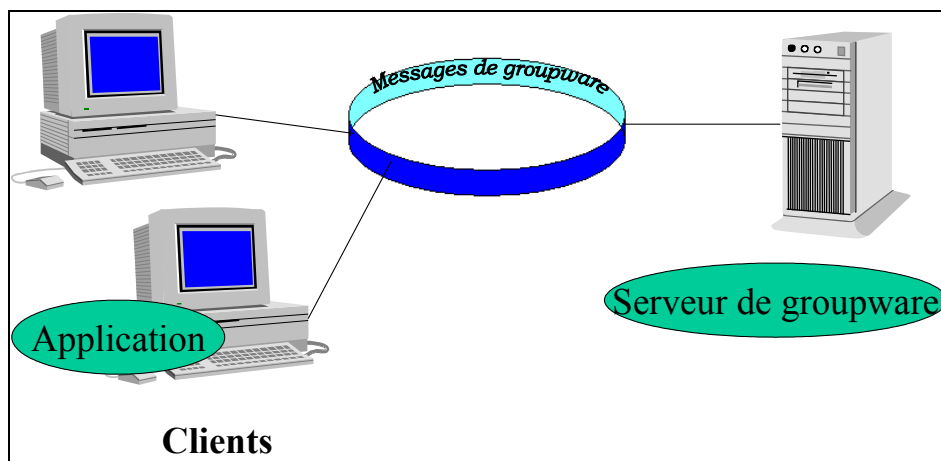 Messages de groupware
Serveur de groupware
Application
Clients